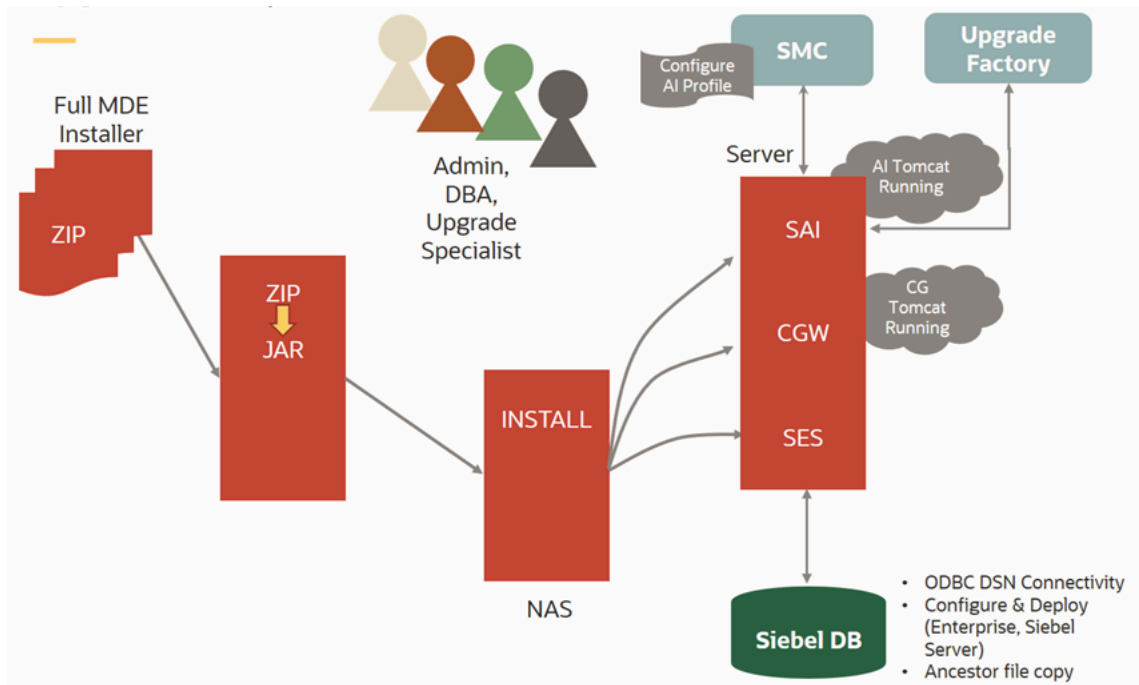 Full MDE
Installer
ZIP
ZIP
JAR
INSTALL
NAS
Admin,
DBA,
Upgrade
Specialist
Configure
AI Profile
SMC
Upgrade
Factory
Server
AI Tomcat
Running
SAI
CG
Tomcat
Running
CGW
SES
Siebel DB
• ODBC DSN Connectivity
• Configure & Deploy
(Enterprise, Siebel
Server)
• Ancestor file copy